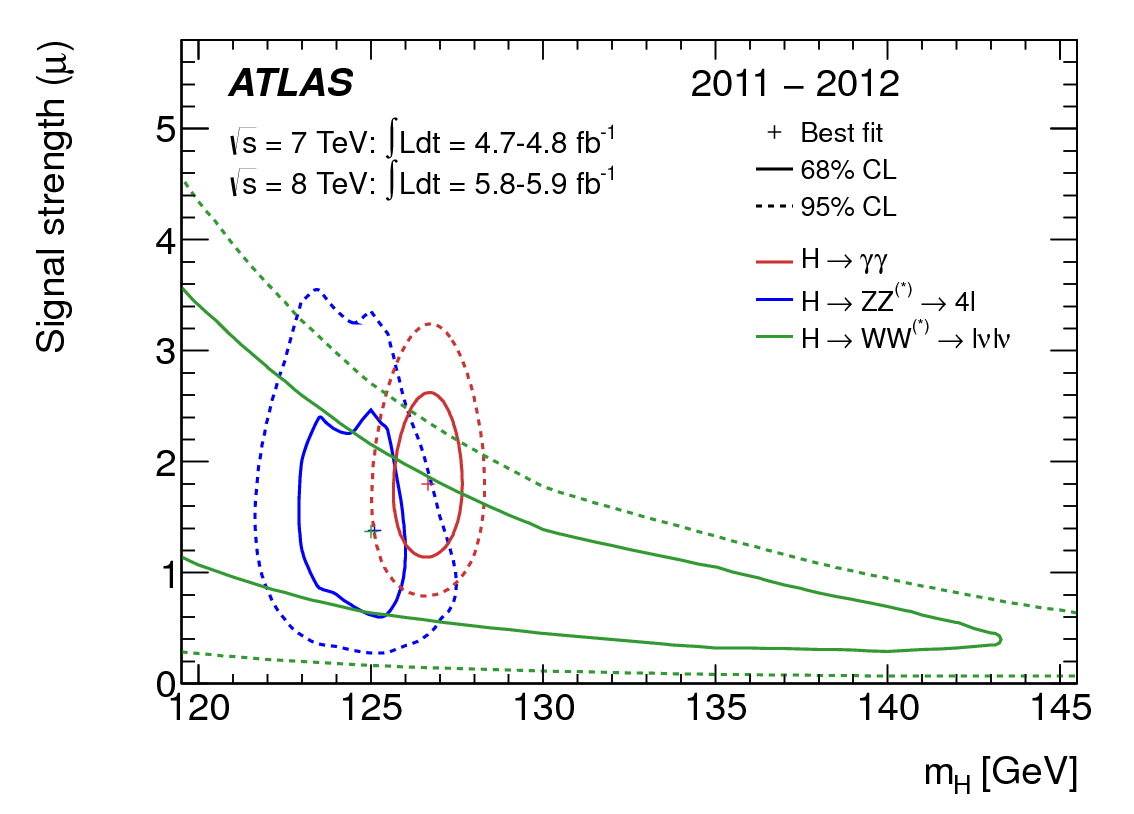 Signal strength (μ)
ATLAS
2011 – 2012
√s = 7 TeV: ∫Ldt = 4.7-4.8 fb⁻¹
√s = 8 TeV: ∫Ldt = 5.8-5.9 fb⁻¹
+ Best fit
68% CL
95% CL
H → γγ
H → ZZ(*) → 4l
H → WW(*) → lνlν
5
4
3
2
1
0
120 125 130 135 140 145
mH [GeV]